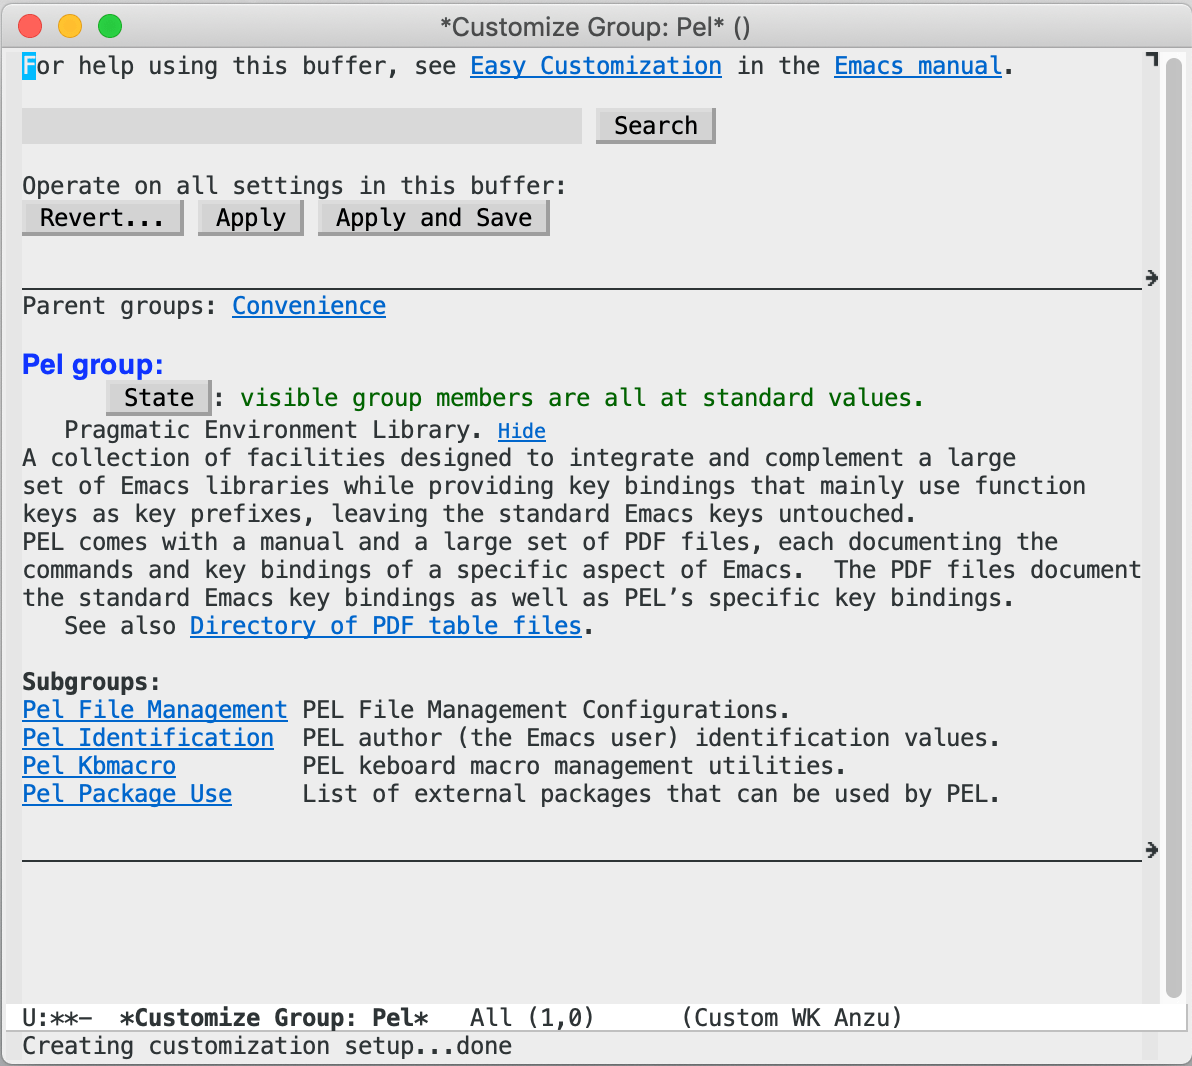 *Customize Group: Pel* ()
For help using this buffer, see Easy Customization in the Emacs manual.
Search
Operate on all settings in this buffer:
Revert... Apply Apply and Save
Parent groups: Convenience
Pel group:
State : visible group members are all at standard values.
Pragmatic Environment Library. Hide
A collection of facilities designed to integrate and complement a large
set of Emacs libraries while providing key bindings that mainly use function
keys as key prefixes, leaving the standard Emacs keys untouched.
PEL comes with a manual and a large set of PDF files, each documenting the
commands and key bindings of a specific aspect of Emacs.  The PDF files document
the standard Emacs key bindings as well as PEL’s specific key bindings.
See also Directory of PDF table files.
Subgroups:
Pel File Management PEL File Management Configurations.
Pel Identification PEL author (the Emacs user) identification values.
Pel Kbmacro PEL keboard macro management utilities.
Pel Package Use List of external packages that can be used by PEL.
U:**- *Customize Group: Pel* All (1,0) (Custom WK Anzu)
Creating customization setup...done